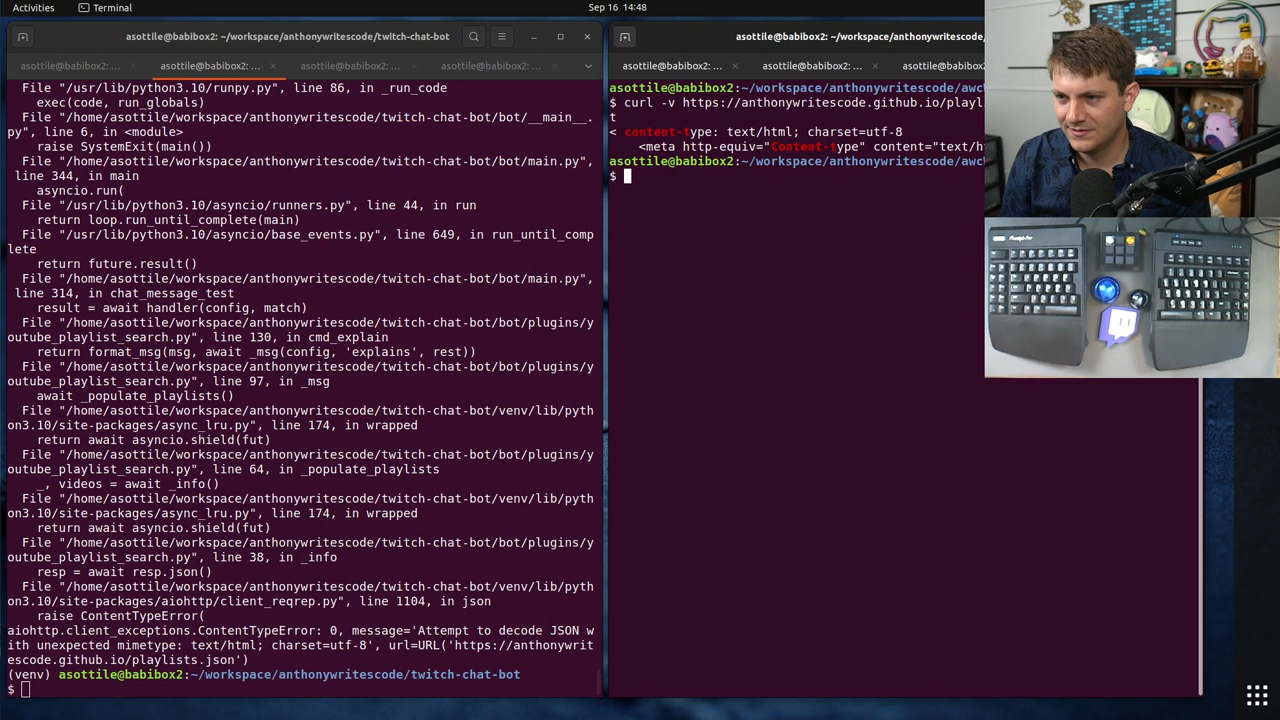 Activities
Terminal
Sep 16 14:48
asottile@babibox2: ~/workspace/anthonywritescode/twitch-chat-bot
asottile@babibox2: ...
asottile@babibox2: ...
asottile@babibox2: ...
@babibox2: ...
File "/usr/lib/python3.10/runpy.py", line 86, in _run_code
exec(code, run_globals)
File "/home/asottile/workspace/anthonywritescode/twitch-chat-bot/bot/__main__.
py", line 6, in <module>
raise SystemExit(main())
File "/home/asottile/workspace/anthonywritescode/twitch-chat-bot/bot/main.py",
line 344, in main
asyncio.run(
File "/usr/lib/python3.10/asyncio/runners.py", line 44, in run
return loop.run_until_complete(main)
File "/usr/lib/python3.10/asyncio/base_events.py", line 649, in run_until_comp
lete
return future.result()
File "/home/asottile/workspace/anthonywritescode/twitch-chat-bot/bot/main.py",
line 314, in chat_message_test
result = await handler(config, match)
File "/home/asottile/workspace/anthonywritescode/twitch-chat-bot/bot/plugins/y
outube_playlist_search.py", line 130, in cmd_explain
return format_msg(msg, await _msg(config, 'explains', rest))
File "/home/asottile/workspace/anthonywritescode/twitch-chat-bot/bot/plugins/y
outube_playlist_search.py", line 97, in _msg
await _populate_playlists()
File "/home/asottile/workspace/anthonywritescode/twitch-chat-bot/venv/lib/pyth
on3.10/site-packages/async_lru.py", line 174, in wrapped
return await asyncio.shield(fut)
File "/home/asottile/workspace/anthonywritescode/twitch-chat-bot/bot/plugins/y
outube_playlist_search.py", line 64, in _populate_playlists
_, videos = await _info()
File "/home/asottile/workspace/anthonywritescode/twitch-chat-bot/venv/lib/pyth
on3.10/site-packages/async_lru.py", line 174, in wrapped
return await asyncio.shield(fut)
File "/home/asottile/workspace/anthonywritescode/twitch-chat-bot/bot/plugins/y
outube_playlist_search.py", line 38, in _info
resp = await resp.json()
File "/home/asottile/workspace/anthonywritescode/twitch-chat-bot/venv/lib/pyth
on3.10/site-packages/aiohttp/client_reqrep.py", line 1104, in json
raise ContentTypeError(
aiohttp.client_exceptions.ContentTypeError: 0, message='Attempt to decode JSON w
ith unexpected mimetype: text/html; charset=utf-8', url=URL('https://anthonywrit
escode.github.io/playlists.json')
(venv) asottile@babibox2:~/workspace/anthonywritescode/twitch-chat-bot
$
asottile@babibox2: ~/workspace/anthonywritescode/
asottile@babibox2: ...
asottile@babibox2: ...
asottile@babibox2: ...
asottile@babibox2:~/workspace/anthonywritescode/awc
$ curl -v https://anthonywritescode.github.io/playl
t
< content-type: text/html; charset=utf-8
<meta http-equiv="Content-type" content="text/h
asottile@babibox2:~/workspace/anthonywritescode/awc
$